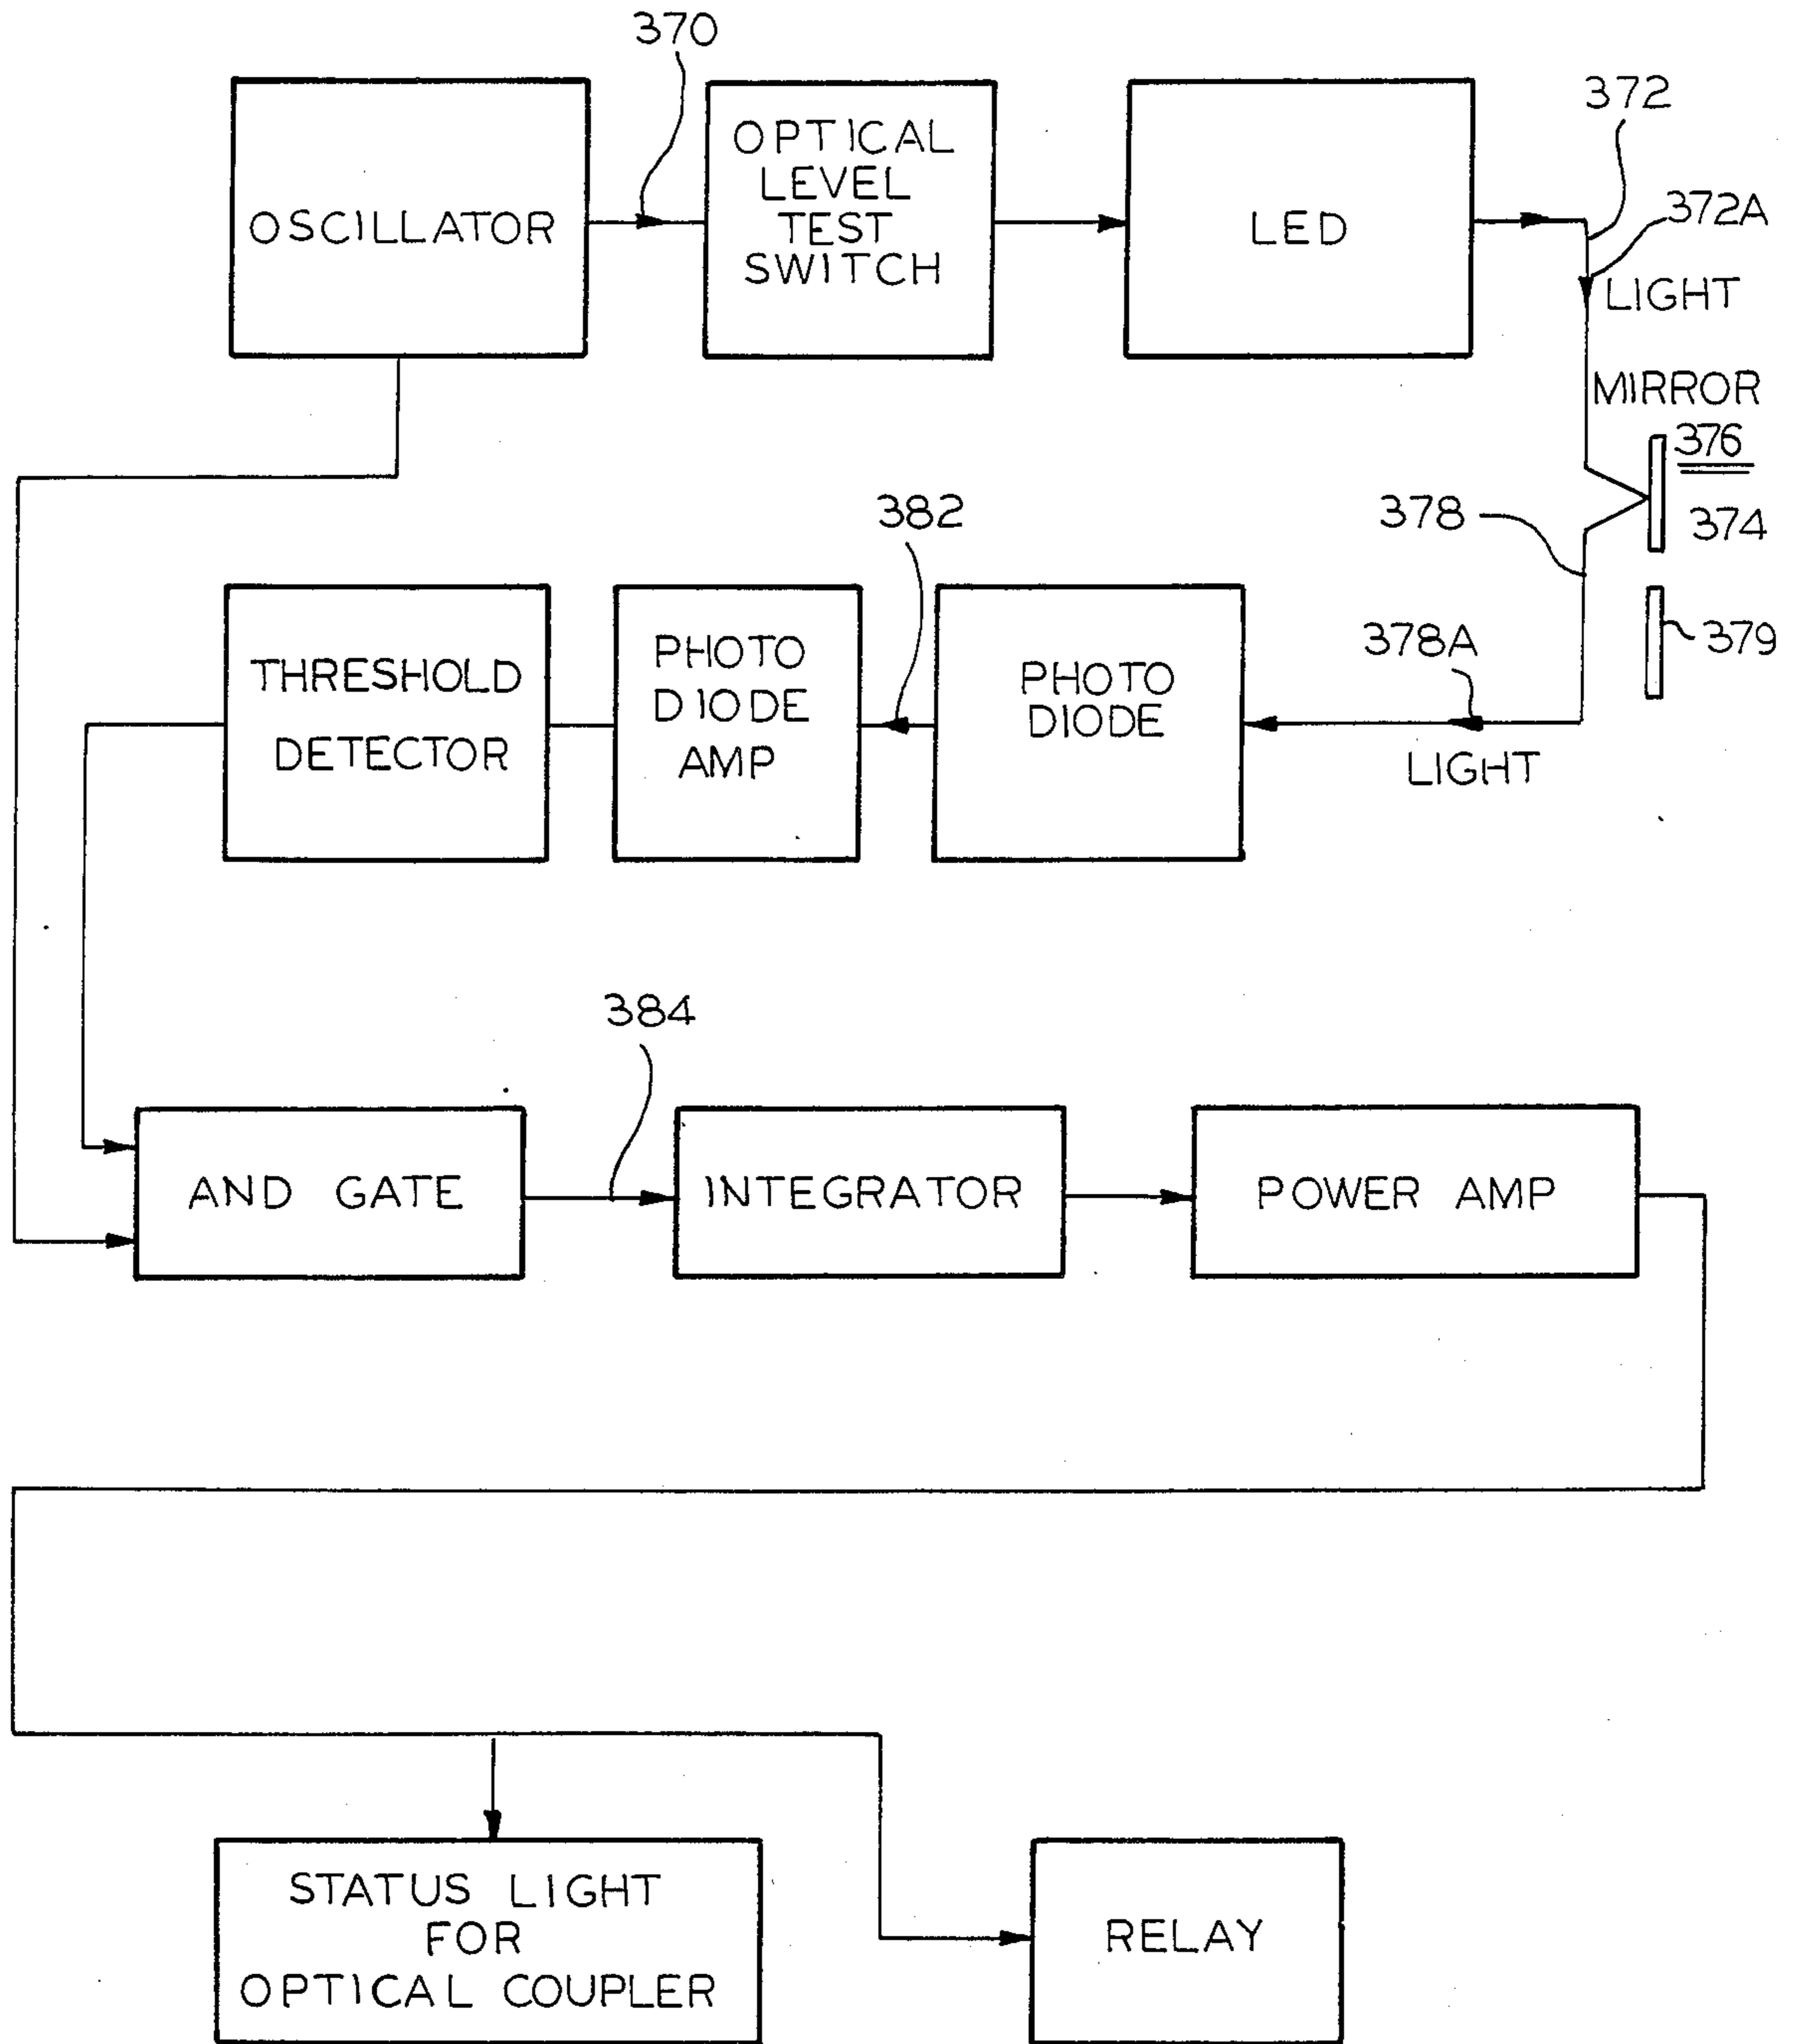 370
OSCILLATOR
OPTICAL
LEVEL
TEST
SWITCH
LED
372
372A
LIGHT
MIRROR
376
374
378
379
378A
LIGHT
382
THRESHOLD
DETECTOR
PHOTO
DIODE
AMP
PHOTO
DIODE
384
AND GATE
INTEGRATOR
POWER AMP
STATUS LIGHT
FOR
OPTICAL COUPLER
RELAY